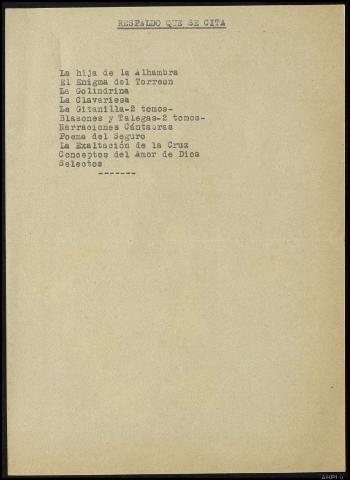 RESPALDO QUE SE CITA
La hija de la Alhambra
El Enigma del Torreon
La Golindrina
La Clavariesa
La Gitanilla-2 tomos-
Blasones y Talegas-2 tomos-
Narraciones Cántabras
Poema del Seguro
La Exaltación de la Cruz
Conceptos del Amor de Dios
Selectos
-------